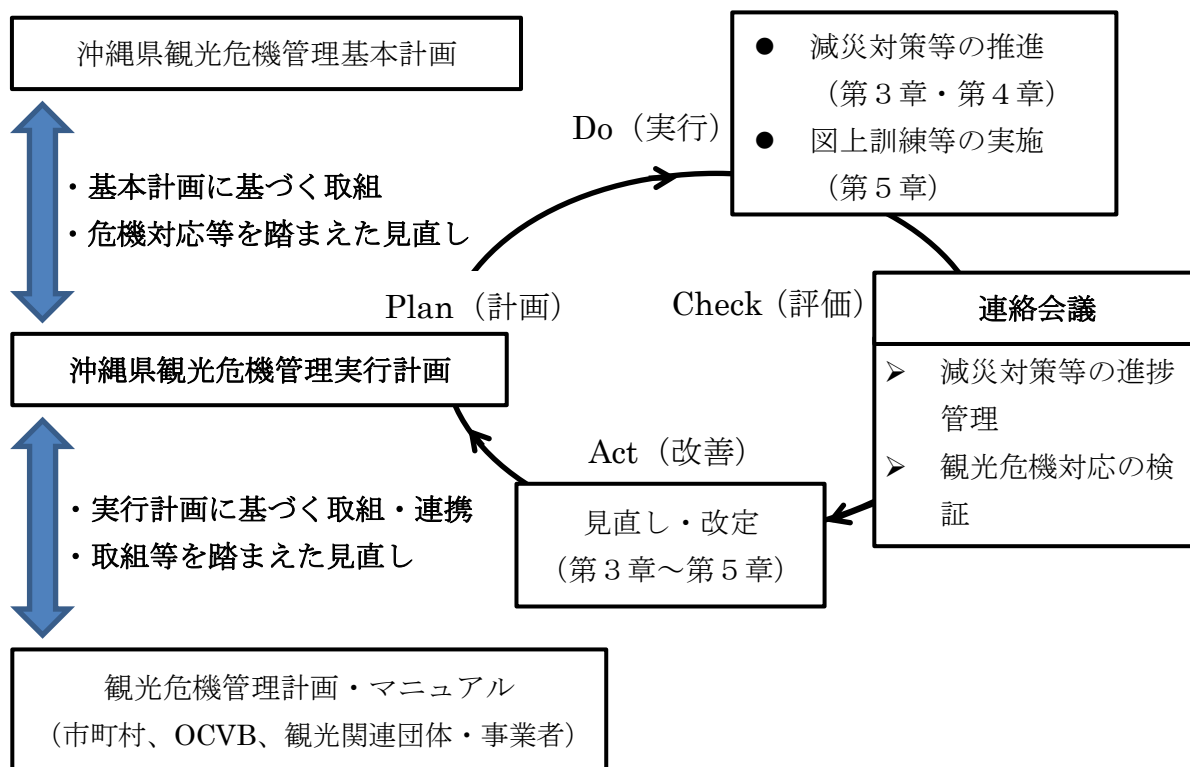 沖縄県観光危機管理基本計画
・基本計画に基づく取組
・危機対応等を踏まえた見直し
Plan（計画）
沖縄県観光危機管理実行計画
・実行計画に基づく取組・連携
・取組等を踏まえた見直し
観光危機管理計画・マニュアル
（市町村、OCVB、観光関連団体・事業者）
Do（実行）
● 減災対策等の推進
（第３章・第４章）
● 図上訓練等の実施
（第５章）
Check（評価）
連絡会議
➢ 減災対策等の進捗
管理
➢ 観光危機対応の検
証
Act（改善）
見直し・改定
（第３章～第５章）